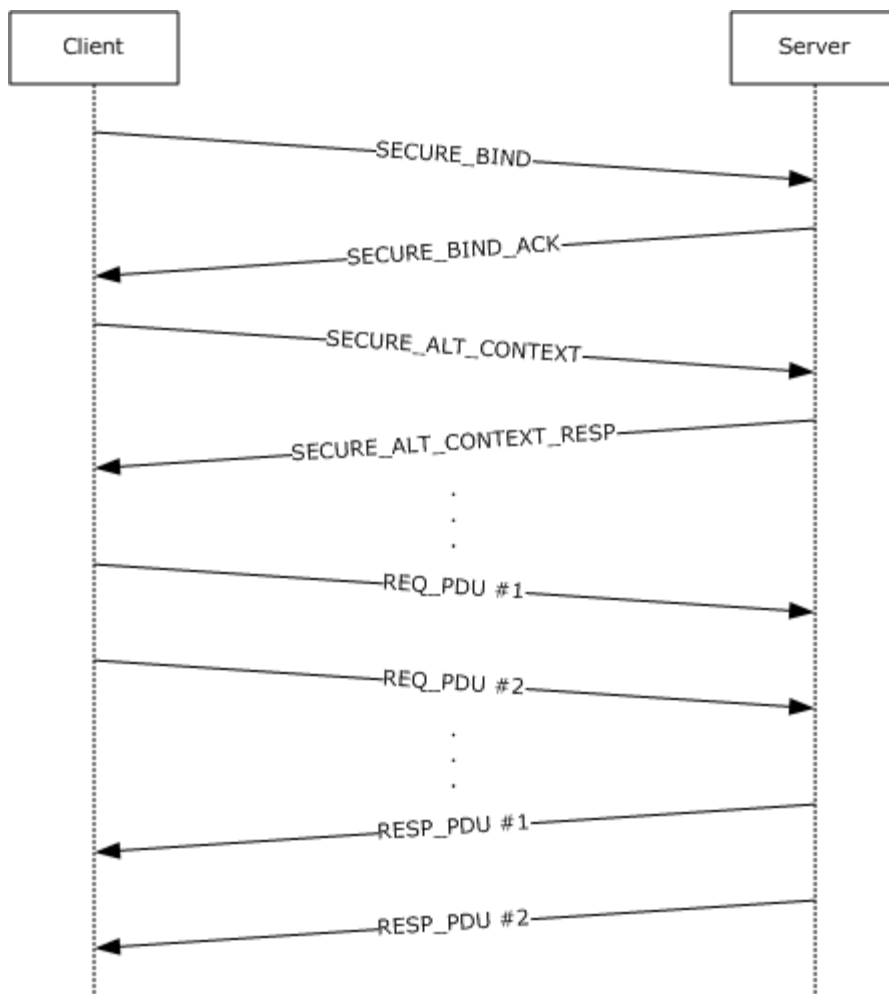 Client
Server
SECURE_BIND
SECURE_BIND_ACK
SECURE_ALT_CONTEXT
SECURE_ALT_CONTEXT_RESP
.
.
.
REQ_PDU #1
REQ_PDU #2
.
.
.
RESP_PDU #1
RESP_PDU #2